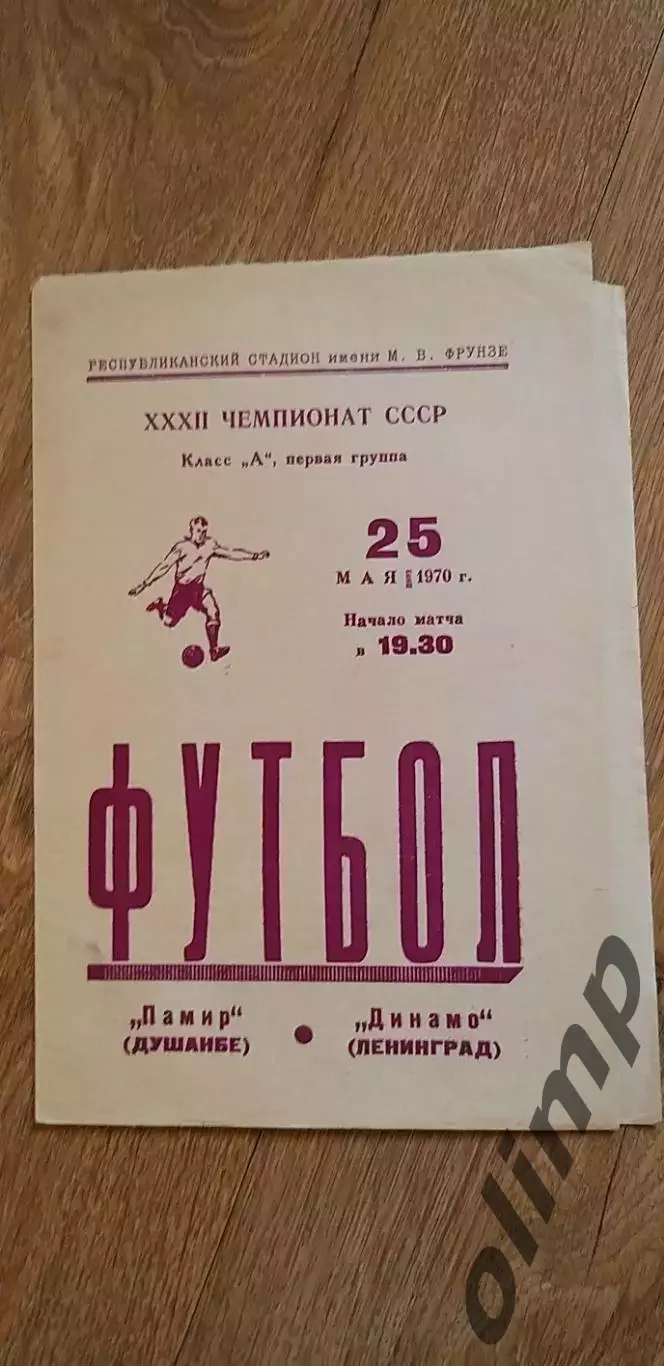 РЕСПУБЛИКАНСКИЙ СТАДИОН имени М. В. ФРУНЗЕ
XXXII ЧЕМПИОНАТ СССР
Класс „А“, первая группа
25
МАЯ 1970 г.
Начало матча
в 19.30
ФУТБОЛ
„Памир“ ● „Динамо“
(ДУШАНБЕ) (ЛЕНИНГРАД)
olimp